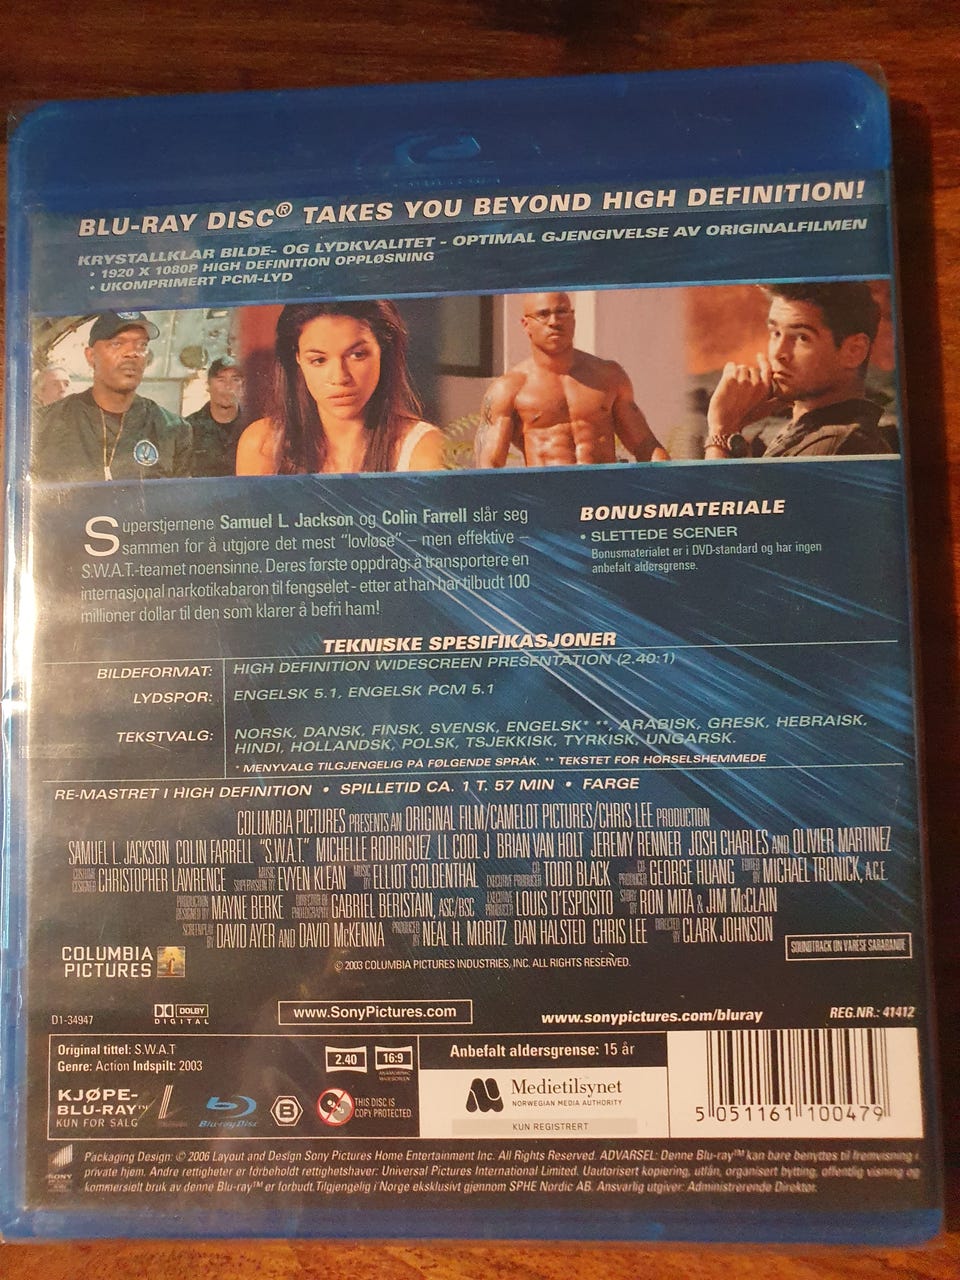 BLU-RAY DISC® TAKES YOU BEYOND HIGH DEFINITION!
KRYSTALLKLAR BILDE- OG LYDKVALITET - OPTIMAL GJENGIVELSE AV ORIGINALFILMEN
• 1920 X 1080P HIGH DEFINITION OPPLØSNING
• UKOMPRIMERT PCM-LYD
Superstjernene Samuel L. Jackson og Colin Farrell slår seg
sammen for å utgjøre det mest "lovløse" – men effektive –
S.W.A.T.-teamet noensinne. Deres første oppdrag: å transportere en
internasjonal narkotikabaron til fengselet - etter at han har tilbudt 100
millioner dollar til den som klarer å befri ham!
BONUSMATERIALE
• SLETTEDE SCENER
Bonusmaterialet er i DVD-standard og har ingen
anbefalt aldersgrense.
TEKNISKE SPESIFIKASJONER
BILDEFORMAT: HIGH DEFINITION WIDESCREEN PRESENTATION (2.40:1)
LYDSPOR: ENGELSK 5.1, ENGELSK PCM 5.1
TEKSTVALG: NORSK, DANSK, FINSK, SVENSK, ENGELSK* **, ARABISK, GRESK, HEBRAISK,
HINDI, HOLLANDSK, POLSK, TSJEKKISK, TYRKISK, UNGARSK.
* MENYVALG TILGJENGELIG PÅ FØLGENDE SPRÅK. ** TEKSTET FOR HØRSELSHEMMEDE
RE-MASTRET I HIGH DEFINITION • SPILLETID CA. 1 T. 57 MIN • FARGE
COLUMBIA PICTURES PRESENTS AN ORIGINAL FILM/CAMELOT PICTURES/CHRIS LEE PRODUCTION
SAMUEL L. JACKSON COLIN FARRELL "S.W.A.T." MICHELLE RODRIGUEZ LL COOL J BRIAN VAN HOLT JEREMY RENNER JOSH CHARLES AND OLIVIER MARTINEZ
COSTUME DESIGNER CHRISTOPHER LAWRENCE MUSIC SUPERVISION BY EVYEN KLEAN MUSIC BY ELLIOT GOLDENTHAL EXECUTIVE PRODUCER TODD BLACK CO-PRODUCER GEORGE HUANG EDITED BY MICHAEL TRONICK, A.C.E.
PRODUCTION DESIGNED BY MAYNE BERKE DIRECTOR OF PHOTOGRAPHY GABRIEL BERISTAIN, ASC/BSC EXECUTIVE PRODUCER LOUIS D'ESPOSITO STORY BY RON MITA & JIM McCLAIN
SCREENPLAY BY DAVID AYER AND DAVID McKENNA PRODUCED BY NEAL H. MORITZ DAN HALSTED CHRIS LEE DIRECTED BY CLARK JOHNSON
COLUMBIA
PICTURES
© 2003 COLUMBIA PICTURES INDUSTRIES, INC. ALL RIGHTS RESERVED.
SOUNDTRACK ON VARESE SARABANDE
D1-34947
DOLBY
DIGITAL
www.SonyPictures.com
www.sonypictures.com/bluray
REG.NR.: 41412
Original tittel: S.W.A.T
Genre: Action Indspilt: 2003
2.40
16:9
ANAMORPHIC
WIDESCREEN
KJØPE-
BLU-RAY™
KUN FOR SALG
Blu-ray Disc
B
THIS DISC IS
COPY PROTECTED.
Anbefalt aldersgrense: 15 år
Medietilsynet
NORWEGIAN MEDIA AUTHORITY
KUN REGISTRERT
5 051161 100479
SONY
Packaging Design: © 2006 Layout and Design Sony Pictures Home Entertainment Inc. All Rights Reserved. ADVARSEL: Denne Blu-ray™ kan bare benyttes til fremvisning i
private hjem. Andre rettigheter er forbeholdt rettighetshaver: Universal Pictures International Limited. Uautorisert kopiering, utlån, organisert bytting, offentlig visning og
kommersielt bruk av denne Blu-ray™ er forbudt. Tilgjengelig i Norge eksklusivt gjennom SPHE Nordic AB. Ansvarlig utgiver: Administrerende Direktør.